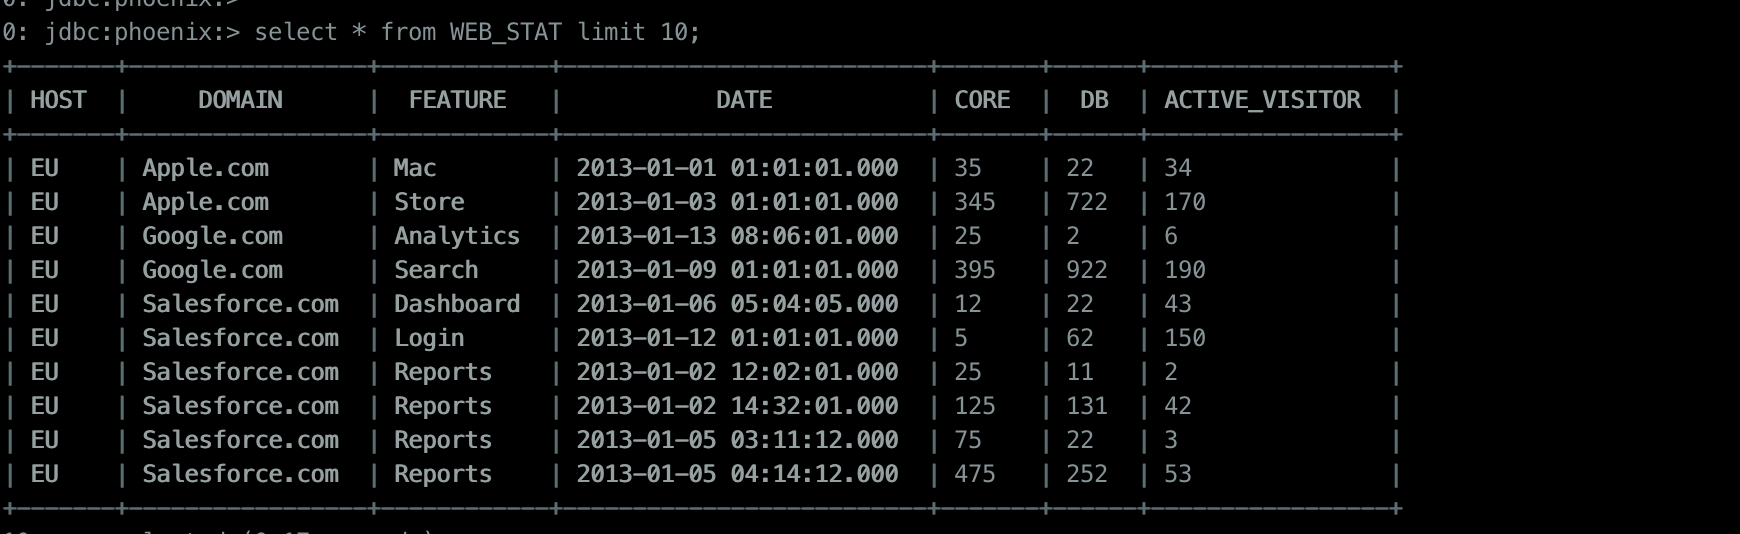 0: jdbc:phoenix:>
0: jdbc:phoenix:> select * from WEB_STAT limit 10;
+-------+-----------------+------------+--------------------------+-------+------+-----------------+
| HOST  |     DOMAIN      |  FEATURE   |           DATE           | CORE  |  DB  | ACTIVE_VISITOR  |
+-------+-----------------+------------+--------------------------+-------+------+-----------------+
| EU    | Apple.com       | Mac        | 2013-01-01 01:01:01.000  | 35    | 22   | 34              |
| EU    | Apple.com       | Store      | 2013-01-03 01:01:01.000  | 345   | 722  | 170             |
| EU    | Google.com      | Analytics  | 2013-01-13 08:06:01.000  | 25    | 2    | 6               |
| EU    | Google.com      | Search     | 2013-01-09 01:01:01.000  | 395   | 922  | 190             |
| EU    | Salesforce.com  | Dashboard  | 2013-01-06 05:04:05.000  | 12    | 22   | 43              |
| EU    | Salesforce.com  | Login      | 2013-01-12 01:01:01.000  | 5     | 62   | 150             |
| EU    | Salesforce.com  | Reports    | 2013-01-02 12:02:01.000  | 25    | 11   | 2               |
| EU    | Salesforce.com  | Reports    | 2013-01-02 14:32:01.000  | 125   | 131  | 42              |
| EU    | Salesforce.com  | Reports    | 2013-01-05 03:11:12.000  | 75    | 22   | 3               |
| EU    | Salesforce.com  | Reports    | 2013-01-05 04:14:12.000  | 475   | 252  | 53              |
+-------+-----------------+------------+--------------------------+-------+------+-----------------+